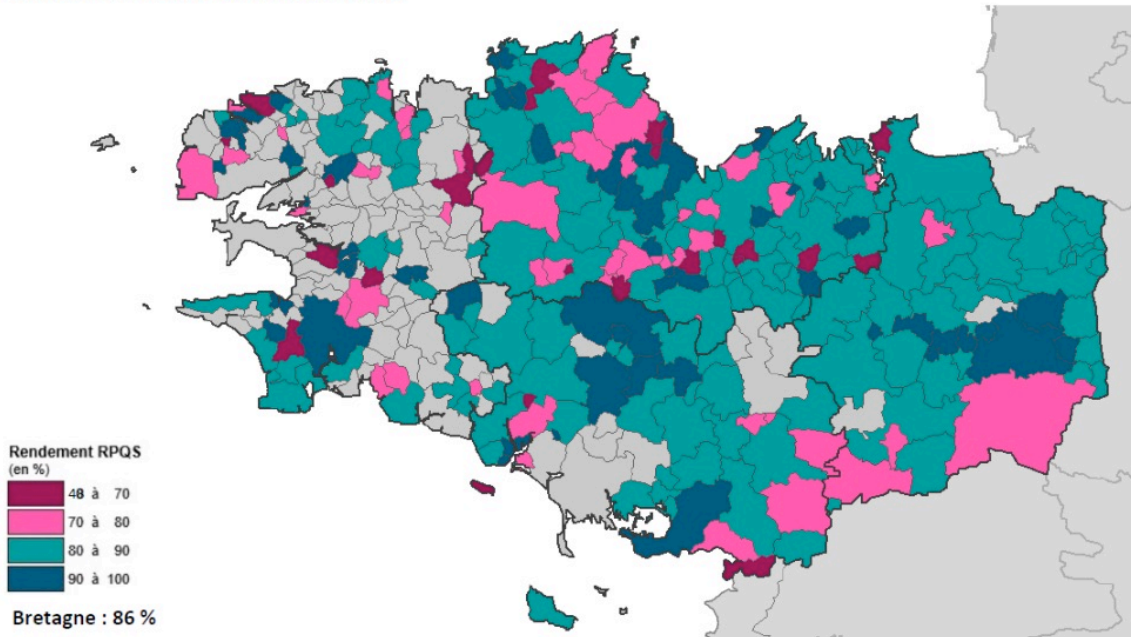 Rendement RPQS
(en %)
48 à 70
70 à 80
80 à 90
90 à 100
Bretagne : 86 %